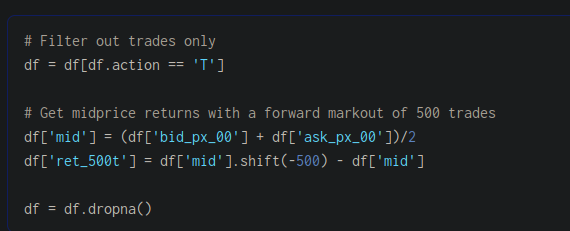 # Filter out trades only
df = df[df.action == 'T']
# Get midprice returns with a forward markout of 500 trades
df['mid'] = (df['bid_px_00'] + df['ask_px_00'])/2
df['ret_500t'] = df['mid'].shift(-500) - df['mid']
df = df.dropna()